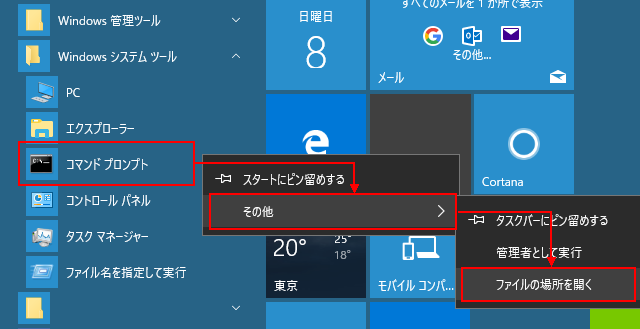 Windows 管理ツール
Windows システム ツール
PC
エクスプローラー
コマンド プロンプト
コントロール パネル
タスク マネージャー
ファイル名を指定して実行
日曜日
8
すべてのメールを 1 か所で表示
その他...
メール
Cortana
スタートにピン留めする
その他
タスクバーにピン留めする
管理者として実行
ファイルの場所を開く
20°
25°
18°
東京
モバイル コンパ...